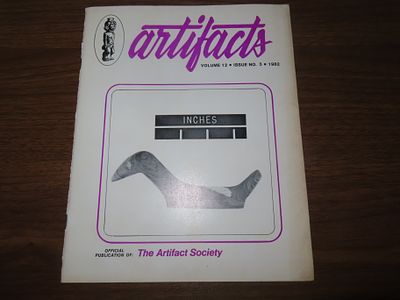 artifacts
VOLUME 12 • ISSUE NO. 3 • 1982
INCHES
OFFICIAL
PUBLICATION OF: The Artifact Society